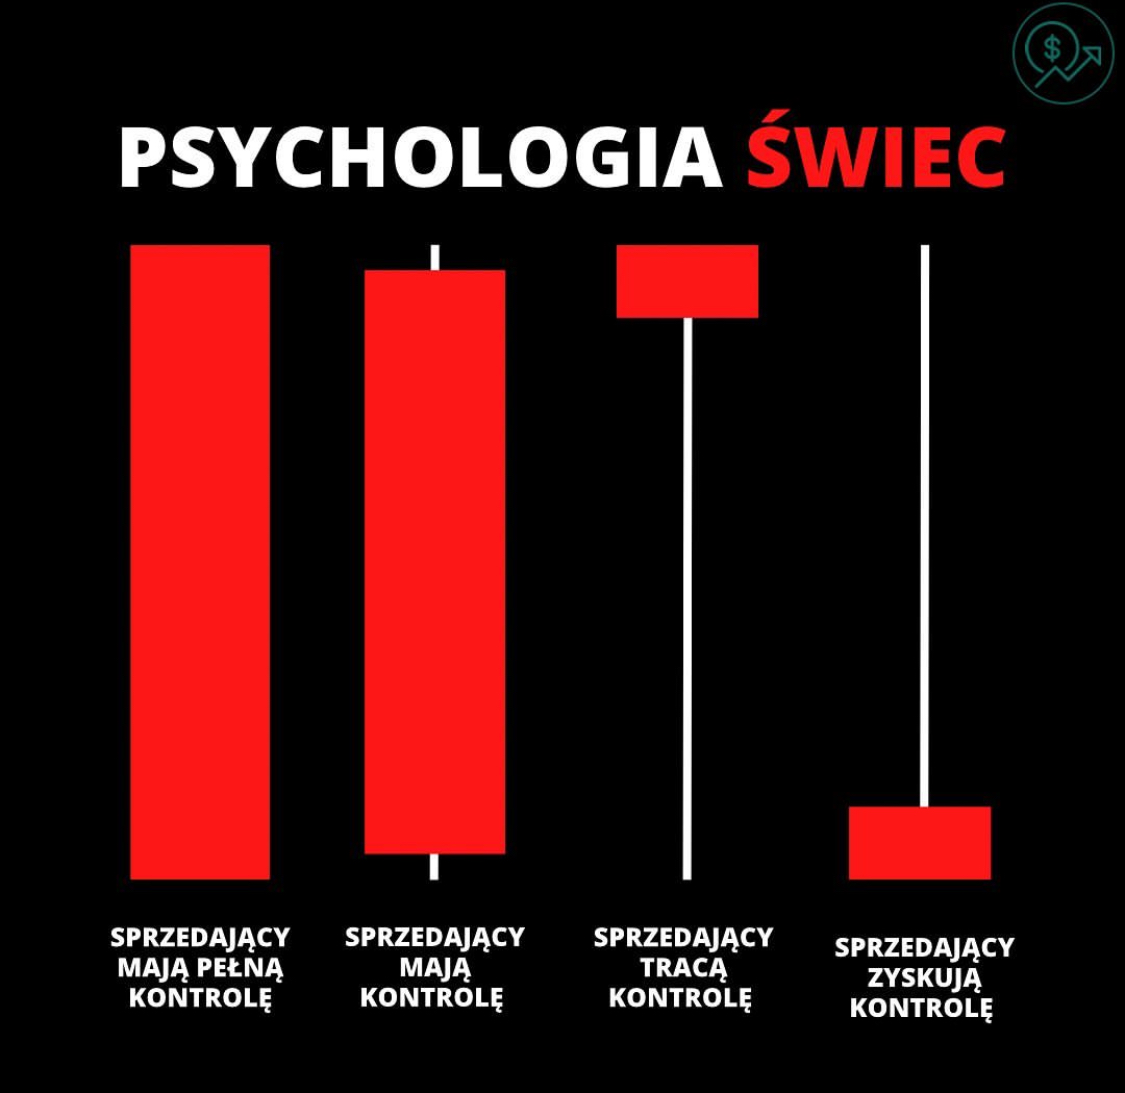 $
PSYCHOLOGIA ŚWIEC
SPRZEDAJĄCY
MAJĄ PEŁNĄ
KONTROLĘ
SPRZEDAJĄCY
MAJĄ
KONTROLĘ
SPRZEDAJĄCY
TRACĄ
KONTROLĘ
SPRZEDAJĄCY
ZYSKUJĄ
KONTROLĘ